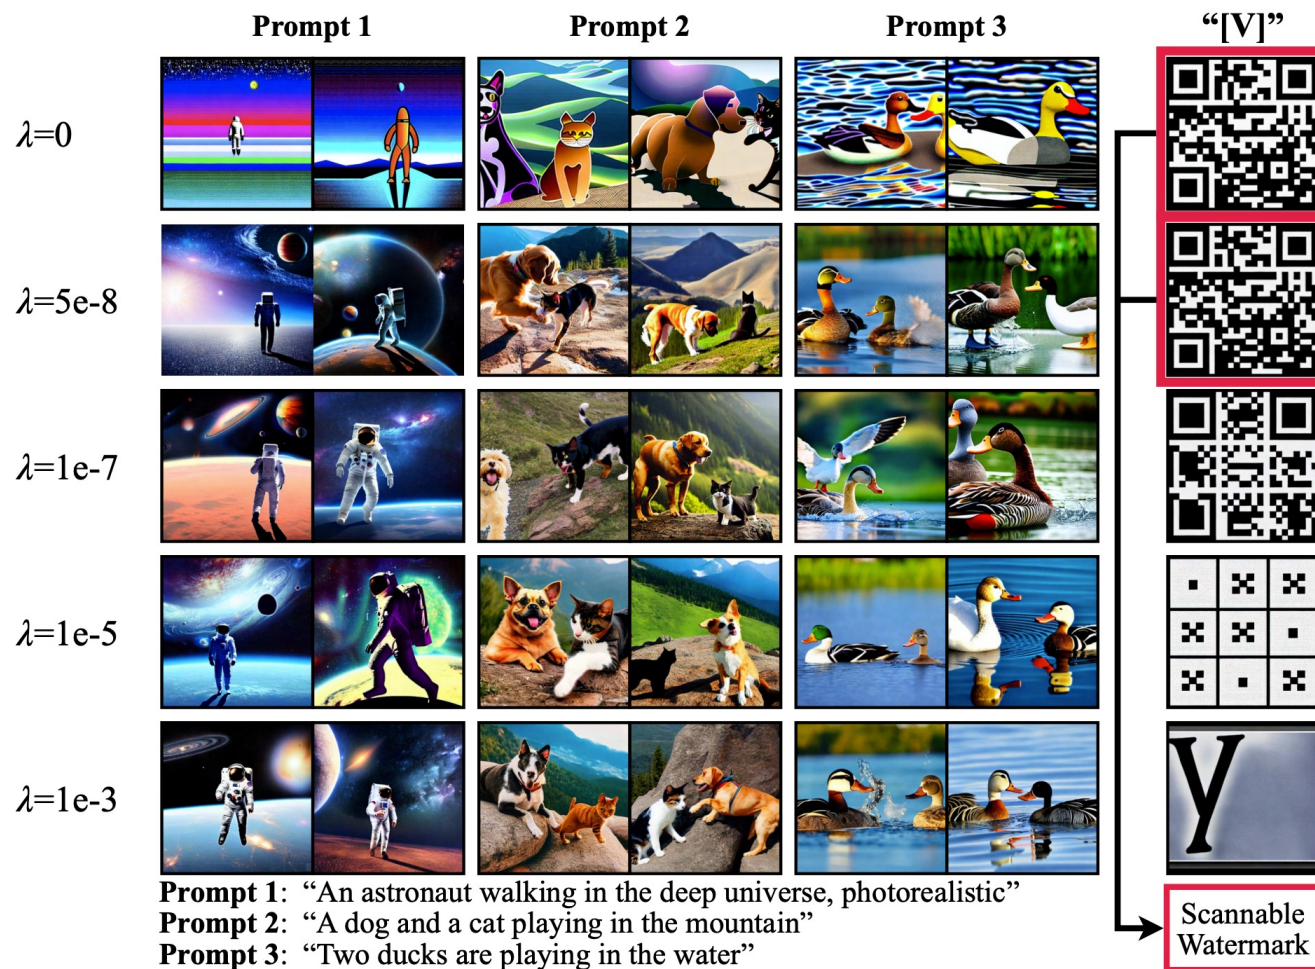 Prompt 1 Prompt 2 Prompt 3 “[V]”
λ=0
λ=5e-8
λ=1e-7
λ=1e-5
λ=1e-3
y
Prompt 1: “An astronaut walking in the deep universe, photorealistic”
Prompt 2: “A dog and a cat playing in the mountain”
Prompt 3: “Two ducks are playing in the water”
Scannable
Watermark